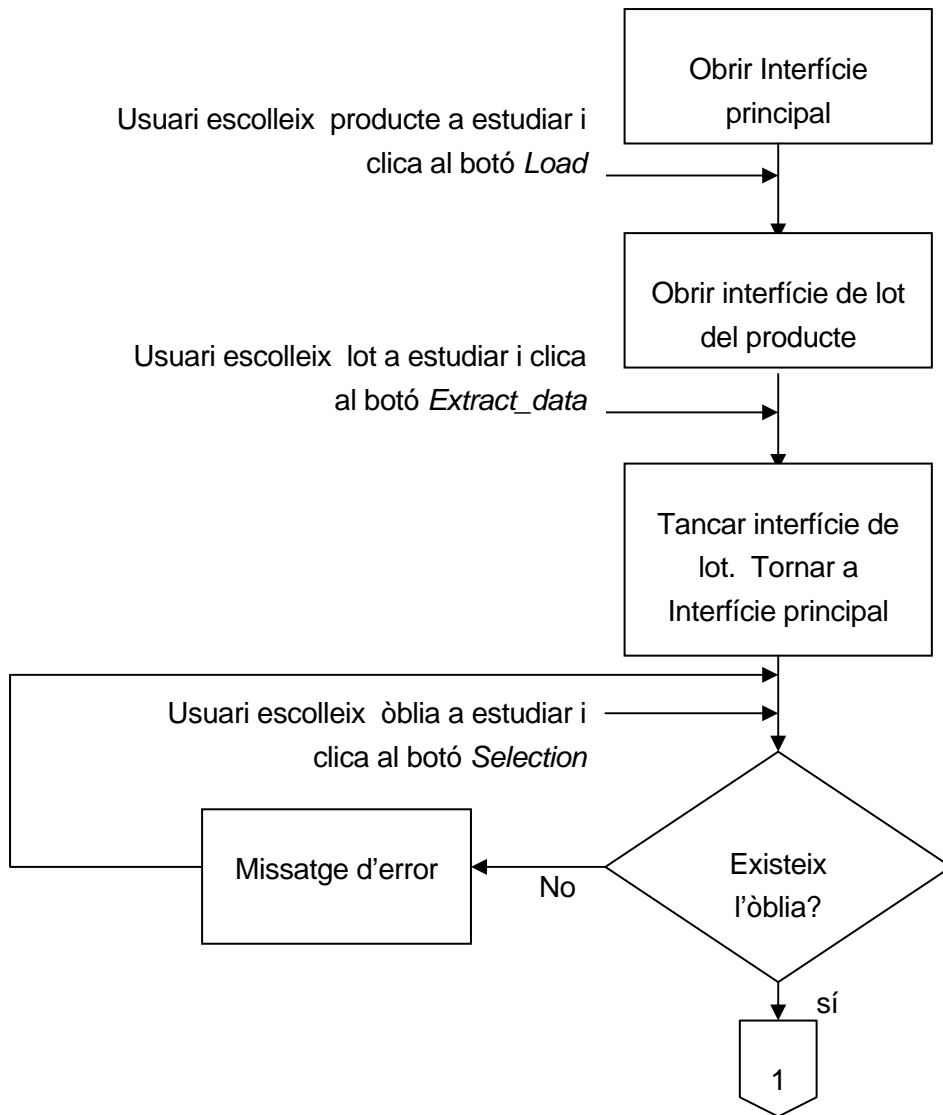 Obrir Interfície
principal
Usuari escolleix producte a estudiar i
clica al botó Load
Obrir interfície de lot
del producte
Usuari escolleix lot a estudiar i clica
al botó Extract_data
Tancar interfície de
lot. Tornar a
Interfície principal
Usuari escolleix òblia a estudiar i
clica al botó Selection
Missatge d'error
No
Existeix
l'òblia?
sí
1